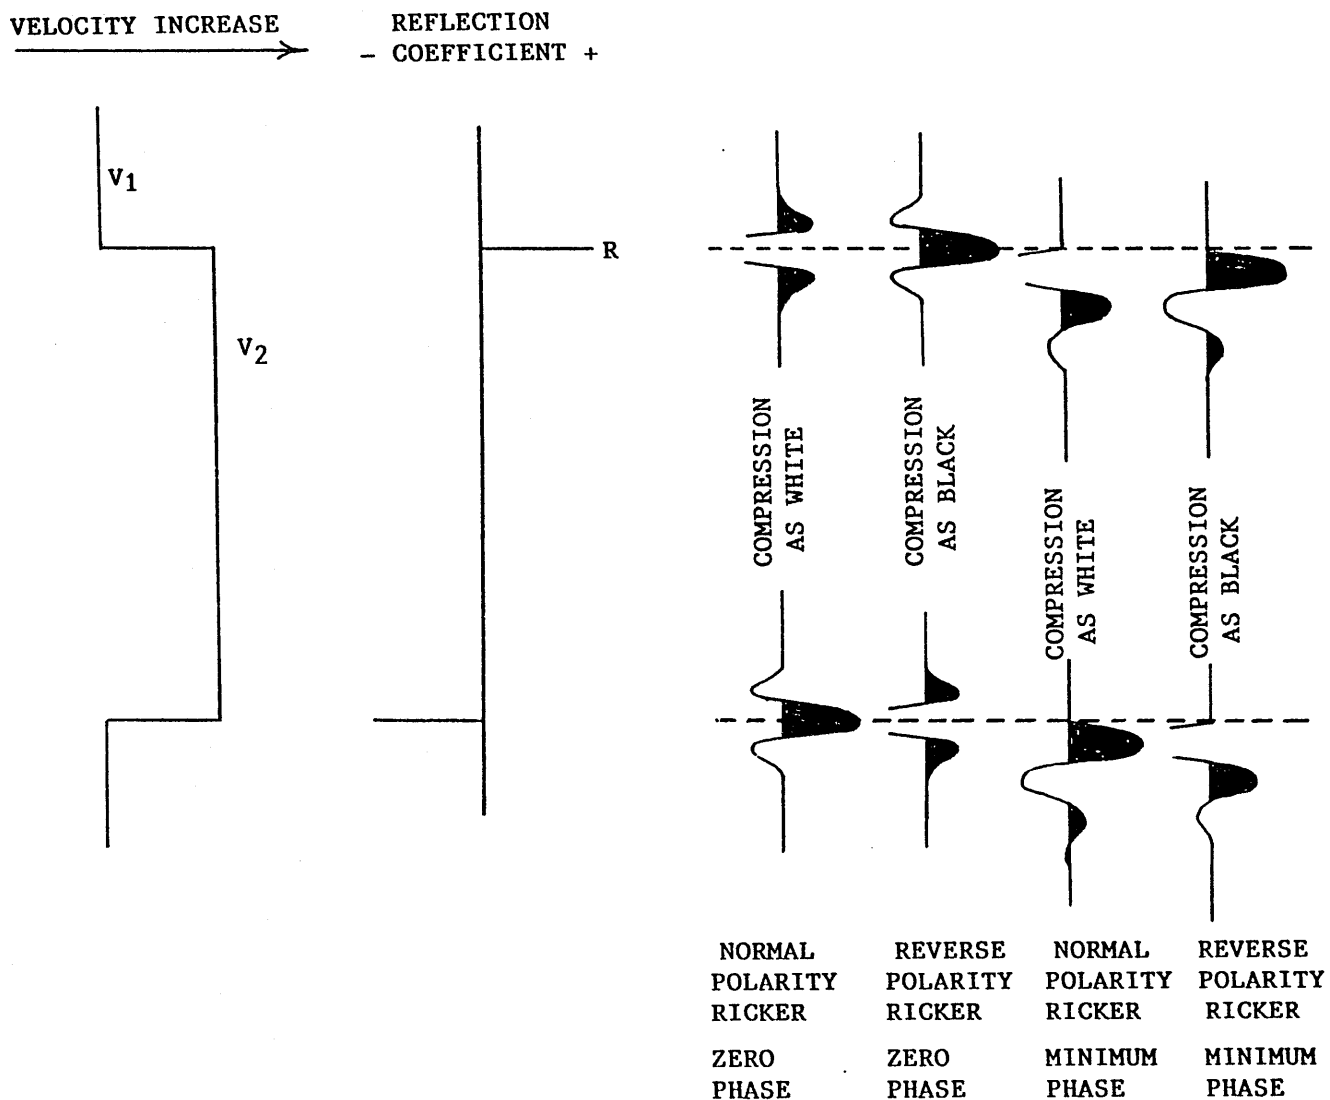 VELOCITY INCREASE
REFLECTION
- COEFFICIENT +
V1
R
V2
COMPRESSION
AS WHITE
COMPRESSION
AS BLACK
COMPRESSION
AS WHITE
COMPRESSION
AS BLACK
NORMAL
POLARITY
RICKER
ZERO
PHASE
REVERSE
POLARITY
RICKER
ZERO
PHASE
NORMAL
POLARITY
RICKER
MINIMUM
PHASE
REVERSE
POLARITY
RICKER
MINIMUM
PHASE